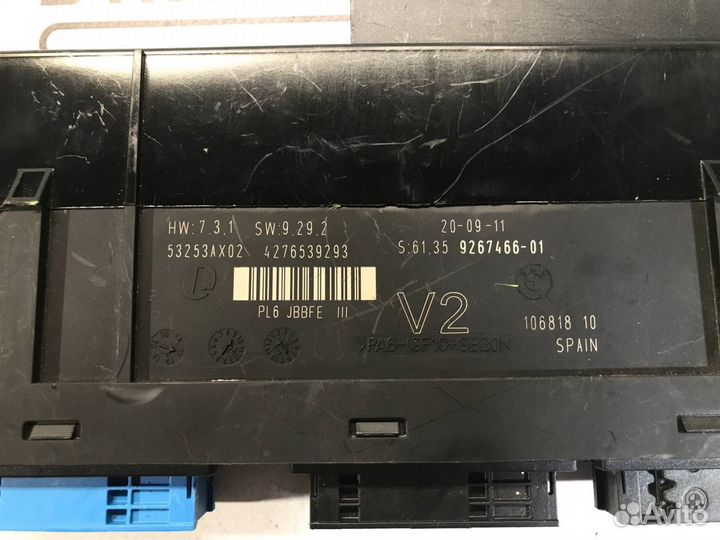 HW:7,3,1 SW:9,29,2 20-09-11
53253AX02 4276539293 S:61,35 9267466-01
PL6 JBBFE III
V2
106818 10
SPAIN
Avito